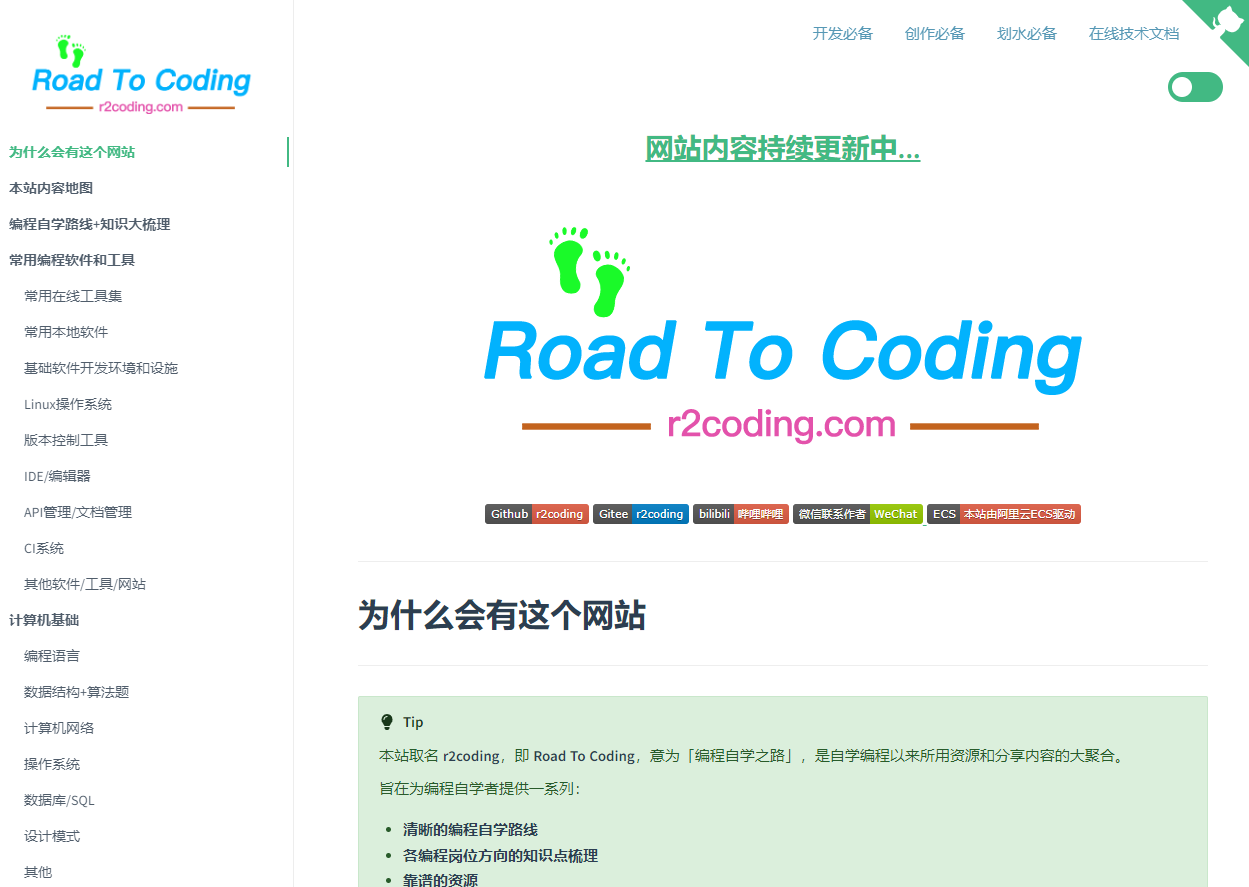 Road To Coding
r2coding.com
为什么会有这个网站
本站内容地图
编程自学路线+知识大梳理
常用编程软件和工具
常用在线工具集
常用本地软件
基础软件开发环境和设施
Linux操作系统
版本控制工具
IDE/编辑器
API管理/文档管理
CI系统
其他软件/工具/网站
计算机基础
编程语言
数据结构+算法题
计算机网络
操作系统
数据库/SQL
设计模式
其他
开发必备 创作必备 划水必备 在线技术文档
网站内容持续更新中...
Road To Coding
r2coding.com
Github r2coding Gitee r2coding bilibili 哔哩哔哩 微信联系作者 WeChat ECS 本站由阿里云ECS驱动
为什么会有这个网站
Tip
本站取名 r2coding，即 Road To Coding，意为「编程自学之路」，是自学编程以来所用资源和分享内容的大聚合。
旨在为编程自学者提供一系列：
• 清晰的编程自学路线
• 各编程岗位方向的知识点梳理
• 靠谱的资源